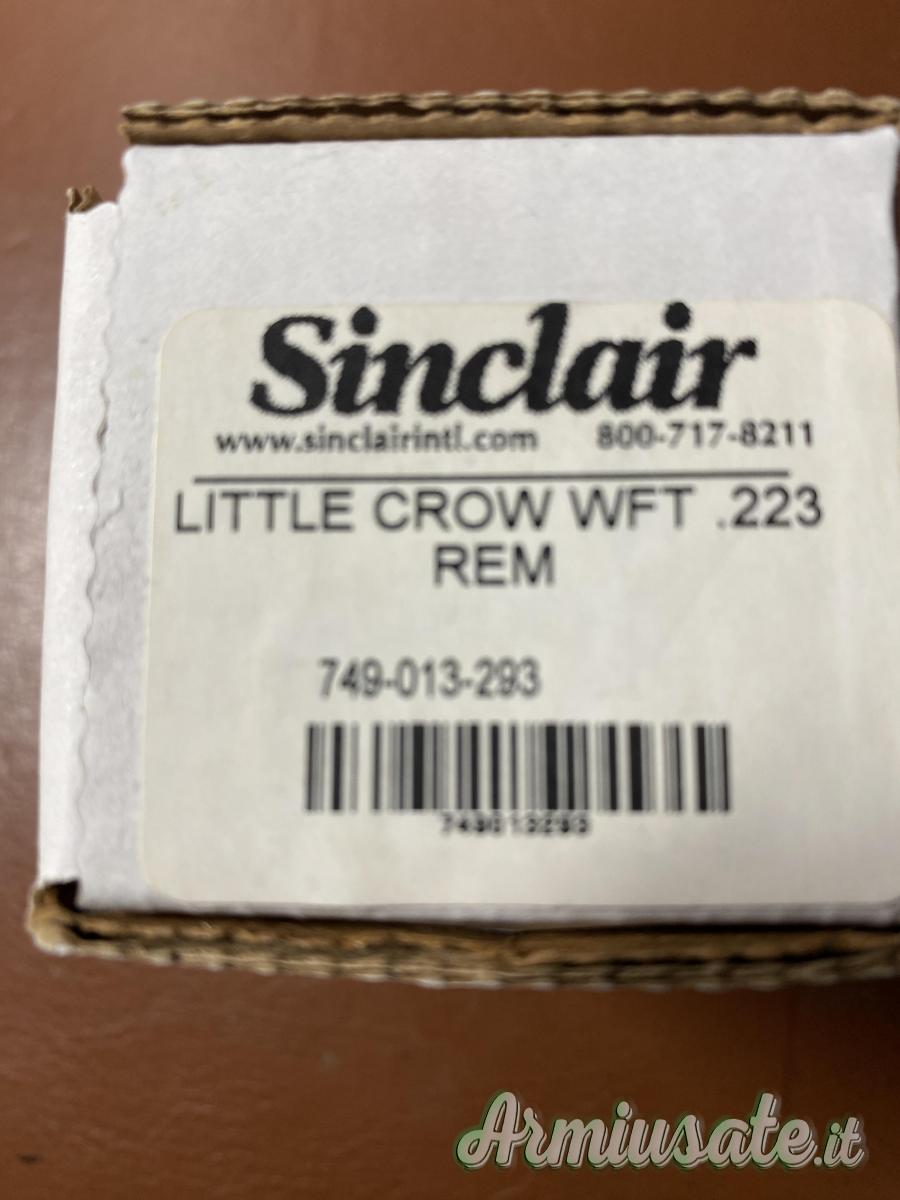 Sinclair
www.sinclairintl.com 800-717-8211
LITTLE CROW WFT .223
REM
749-013-293
749013293
Armiusate.it